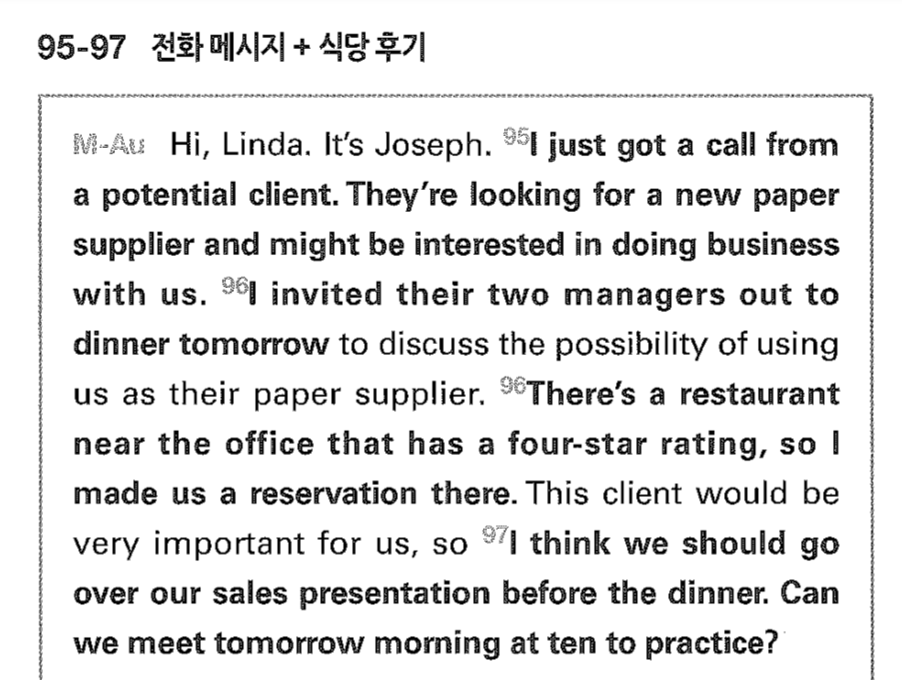 95-97 전화 메시지 + 식당 후기
M-Au Hi, Linda. It's Joseph. 95I just got a call from
a potential client. They're looking for a new paper
supplier and might be interested in doing business
with us. 96I invited their two managers out to
dinner tomorrow to discuss the possibility of using
us as their paper supplier. 96There's a restaurant
near the office that has a four-star rating, so I
made us a reservation there. This client would be
very important for us, so 97I think we should go
over our sales presentation before the dinner. Can
we meet tomorrow morning at ten to practice?